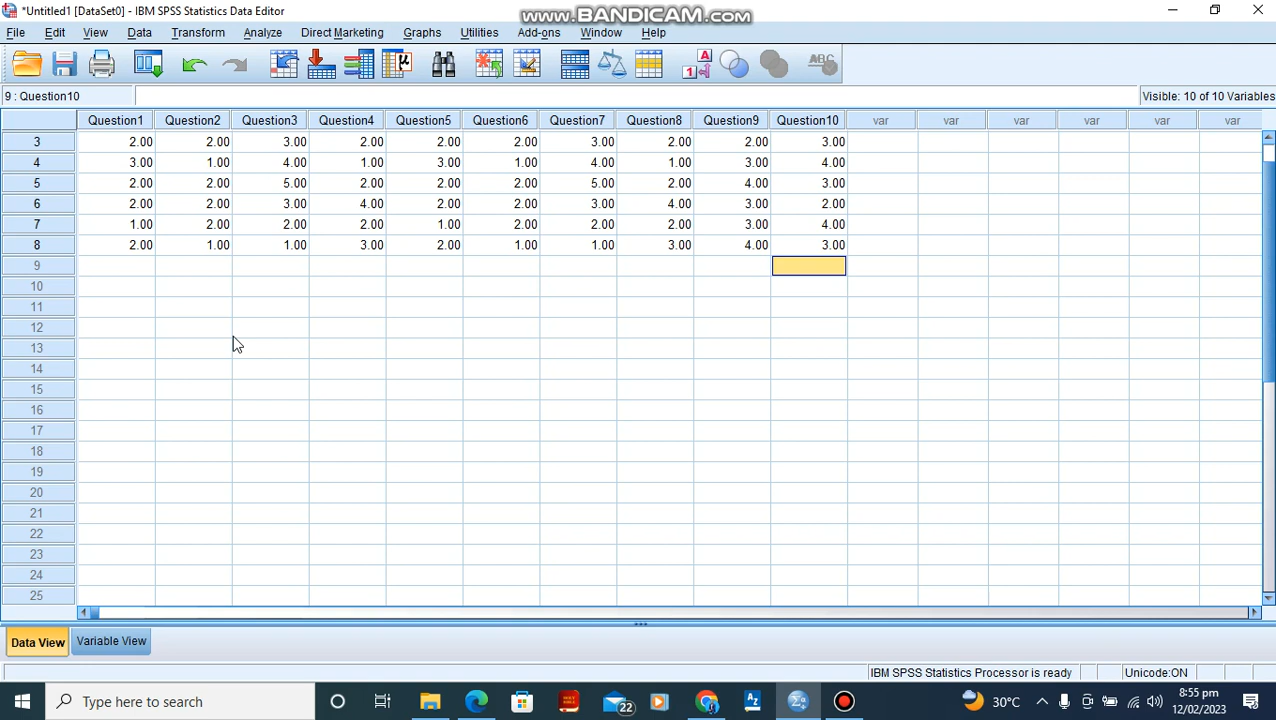 *Untitled1 [DataSet0] - IBM SPSS Statistics Data Editor
www.BANDICAM.com
File Edit View Data Transform Analyze Direct Marketing Graphs Utilities Add-ons Window Help
9 : Question10 Visible: 10 of 10 Variables
Question1 Question2 Question3 Question4 Question5 Question6 Question7 Question8 Question9 Question10 var var var var var var
3 2.00 2.00 3.00 2.00 2.00 2.00 3.00 2.00 2.00 3.00
4 3.00 1.00 4.00 1.00 3.00 1.00 4.00 1.00 3.00 4.00
5 2.00 2.00 5.00 2.00 2.00 2.00 5.00 2.00 4.00 3.00
6 2.00 2.00 3.00 4.00 2.00 2.00 3.00 4.00 3.00 2.00
7 1.00 2.00 2.00 2.00 1.00 2.00 2.00 2.00 3.00 4.00
8 2.00 1.00 1.00 3.00 2.00 1.00 1.00 3.00 4.00 3.00
9
10
11
12
13
14
15
16
17
18
19
20
21
22
23
24
25
Data View Variable View
IBM SPSS Statistics Processor is ready Unicode:ON
Type here to search 22 30°C 8:55 pm
12/02/2023